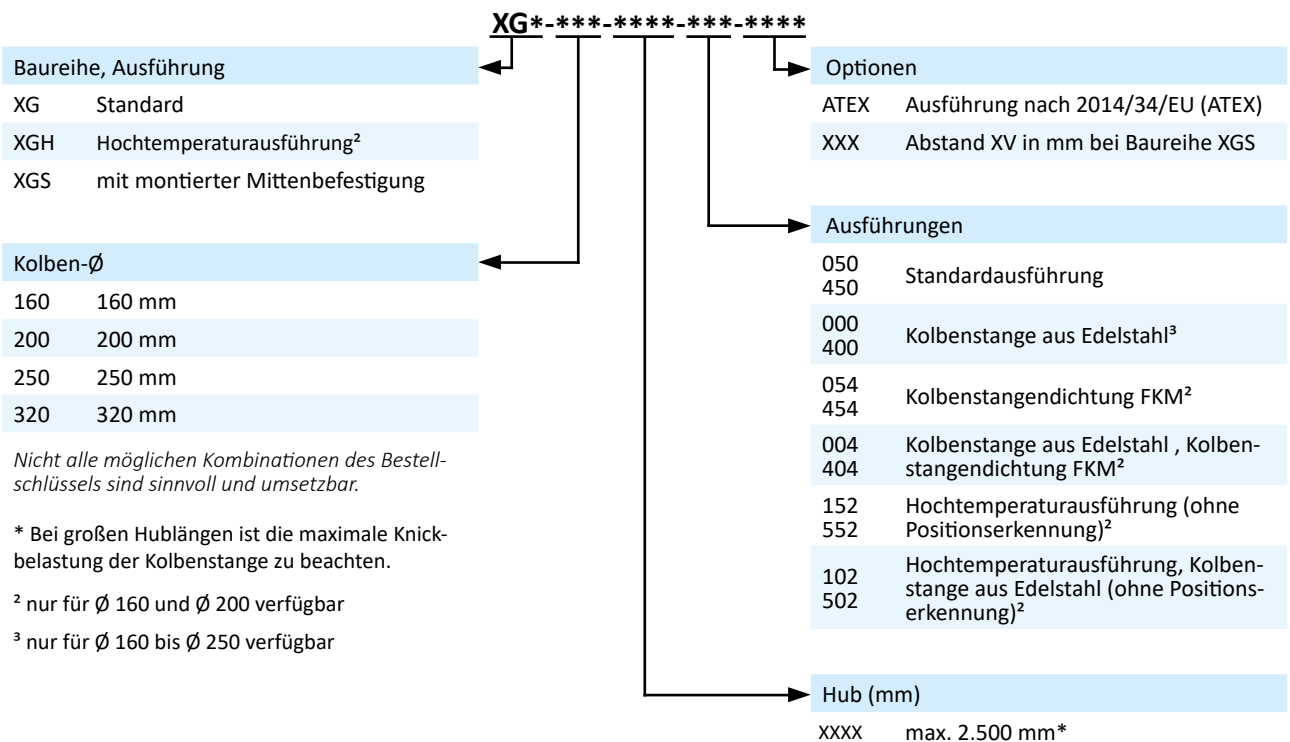 XG*-***-****-***-****
Baureihe, Ausführung
XG Standard
XGH Hochtemperaturausführung²
XGS mit montierter Mittenbefestigung
Kolben-Ø
160 160 mm
200 200 mm
250 250 mm
320 320 mm
Nicht alle möglichen Kombinationen des Bestell-
schlüssels sind sinnvoll und umsetzbar.
* Bei großen Hublängen ist die maximale Knick-
belastung der Kolbenstange zu beachten.
² nur für Ø 160 und Ø 200 verfügbar
³ nur für Ø 160 bis Ø 250 verfügbar
Optionen
ATEX Ausführung nach 2014/34/EU (ATEX)
XXX Abstand XV in mm bei Baureihe XGS
Ausführungen
050
450
Standardausführung
000
400
Kolbenstange aus Edelstahl³
054
454
Kolbenstangendichtung FKM²
004 Kolbenstange aus Edelstahl , Kolben-
404 stangendichtung FKM²
152 Hochtemperaturausführung (ohne
552 Positionserkennung)²
102
502
Hochtemperaturausführung, Kolben-
stange aus Edelstahl (ohne Positions-
erkennung)²
Hub (mm)
XXXX max. 2.500 mm*